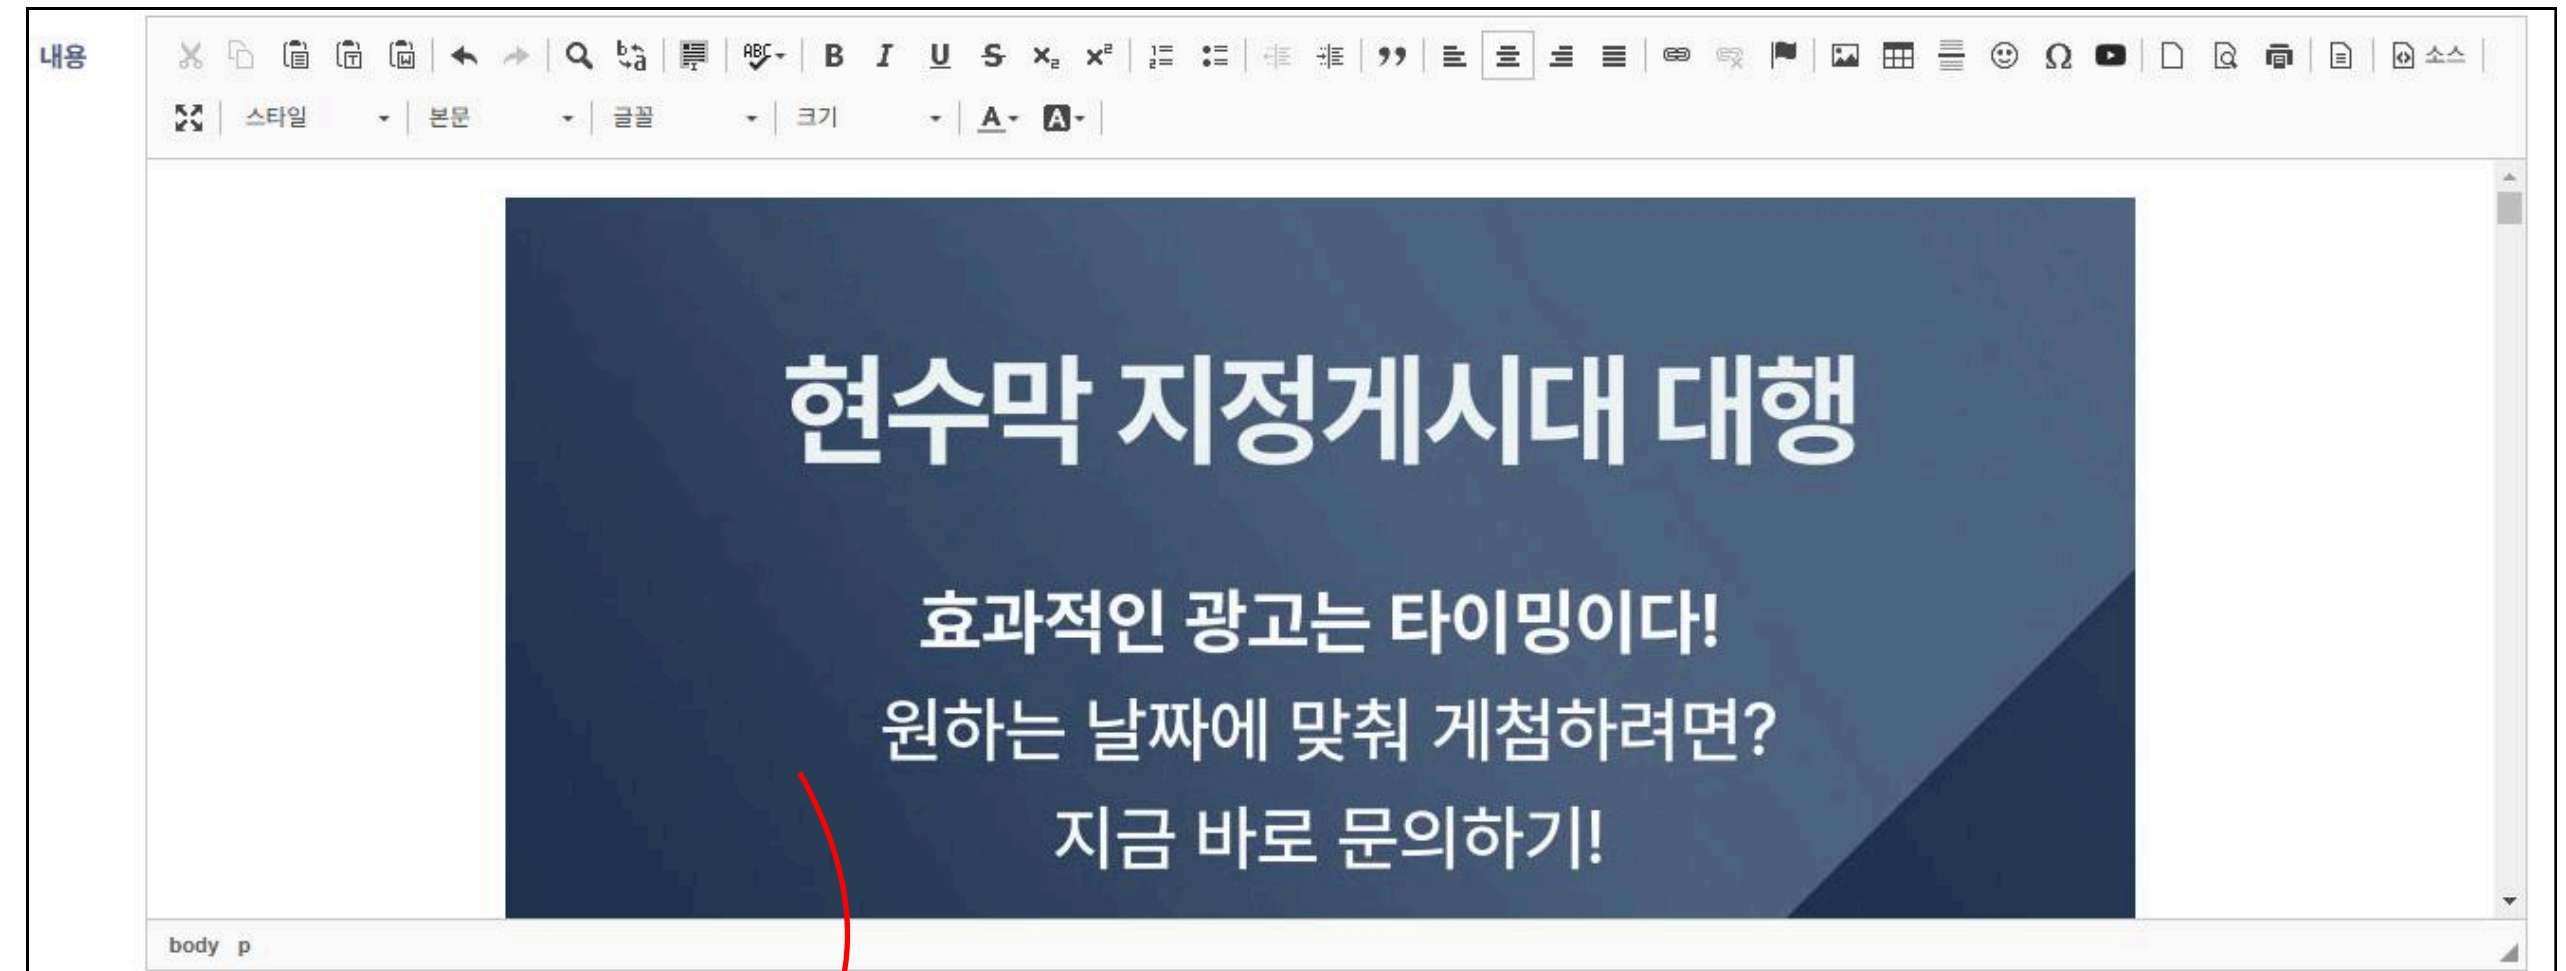 내용
ABC B I U S x₂ x² Ω 소스
스타일 본문 글꼴 크기 A A
현수막 지정게시대 대행
효과적인 광고는 타이밍이다!
원하는 날짜에 맞춰 게첨하려면?
지금 바로 문의하기!
body p